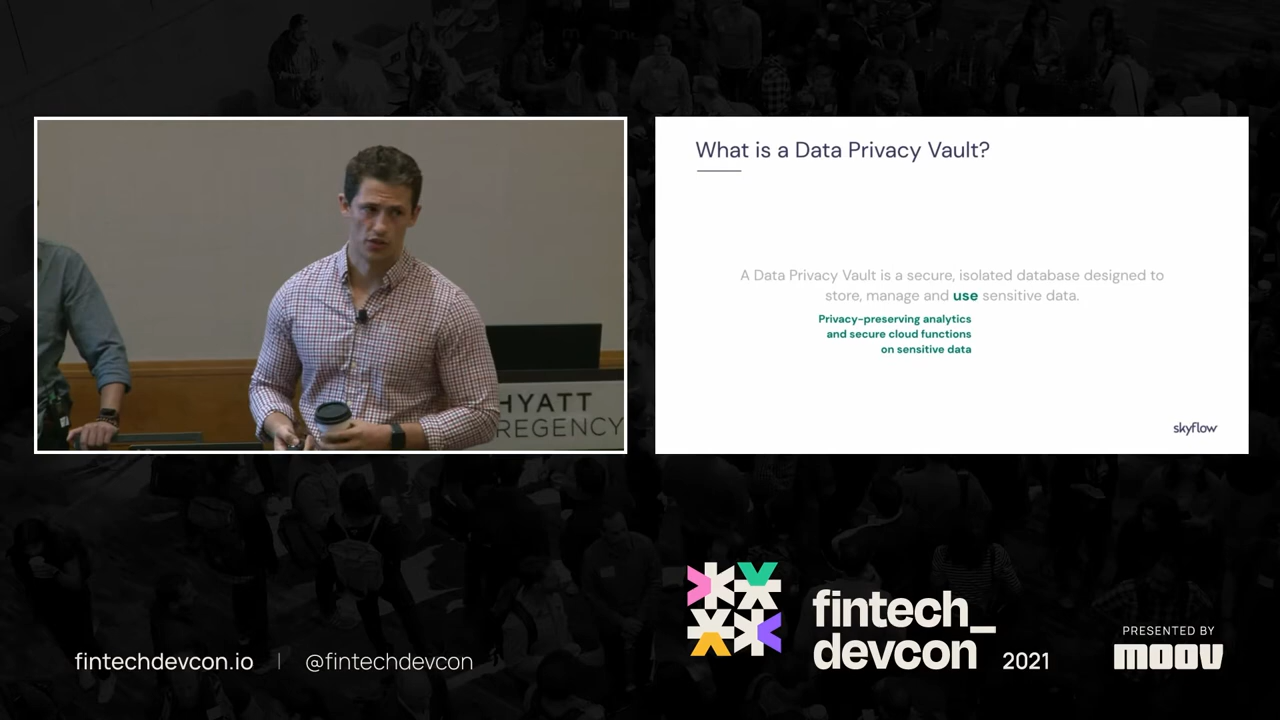 HYATT
REGENCY
What is a Data Privacy Vault?
A Data Privacy Vault is a secure, isolated database designed to
store, manage and use sensitive data.
Privacy-preserving analytics
and secure cloud functions
on sensitive data
skyflow
fintechdevcon.io | @fintechdevcon
fintech_
devcon 2021
PRESENTED BY
moov